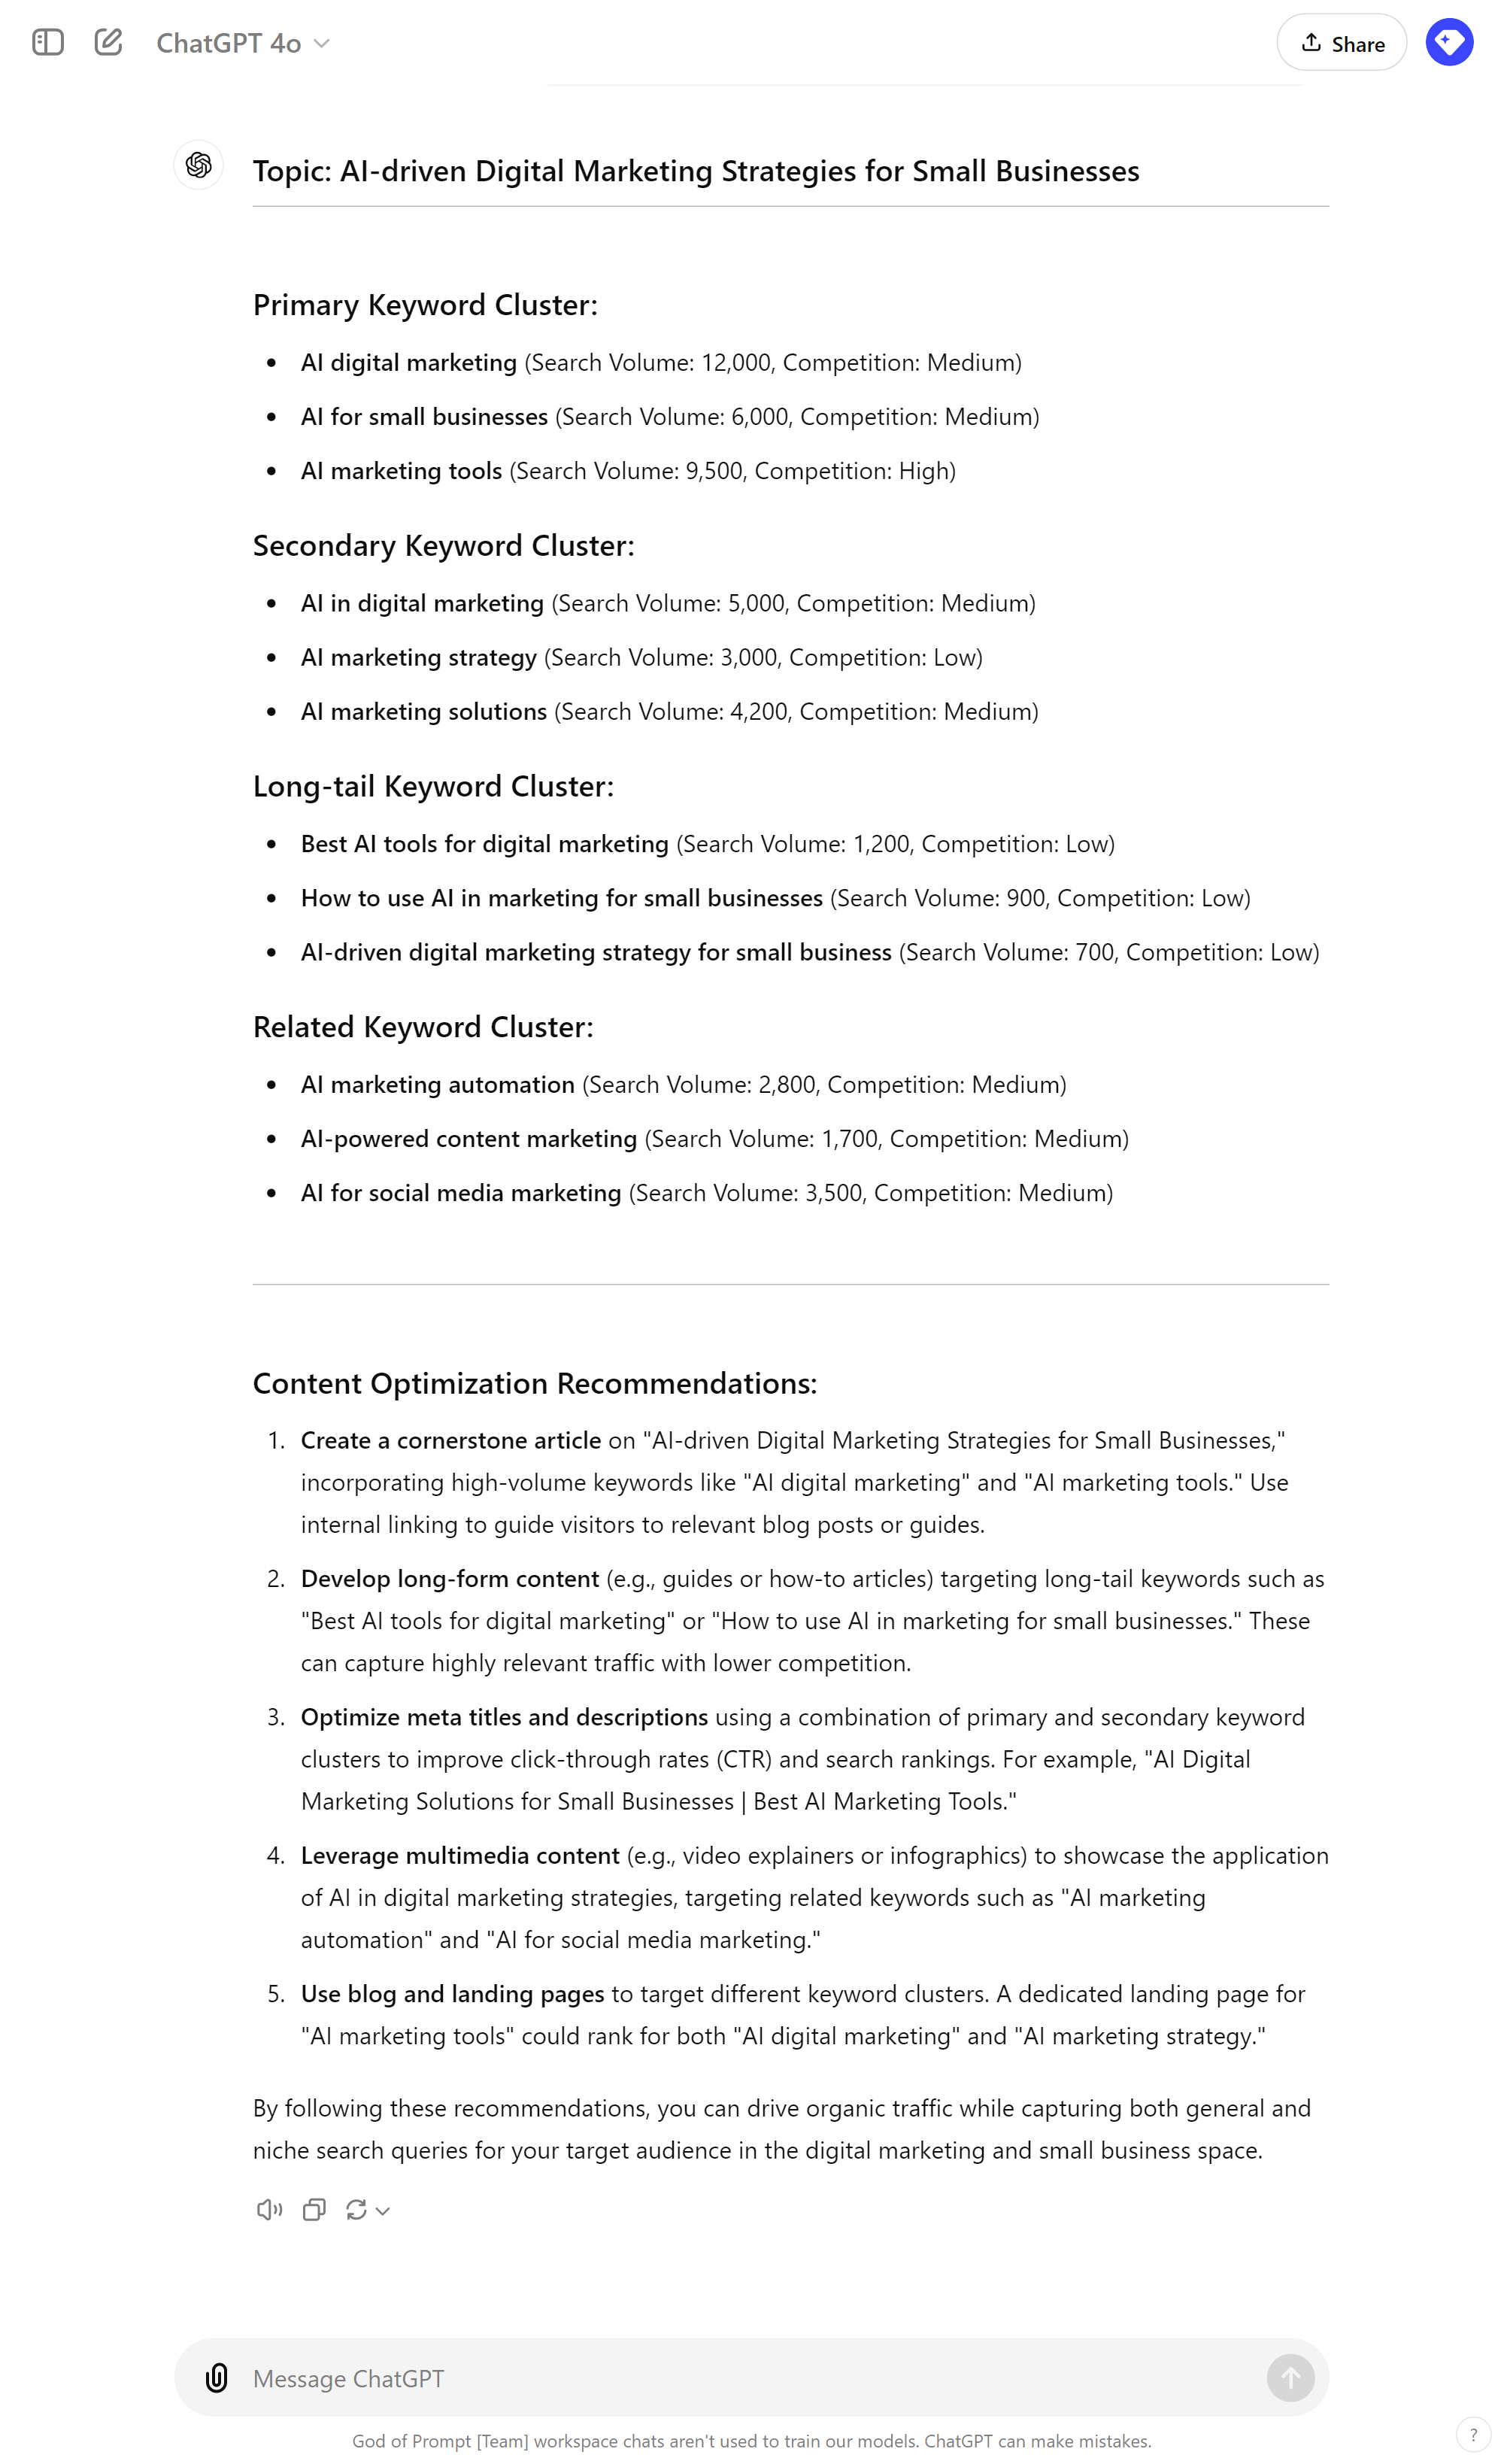 ChatGPT 4o
Share
Topic: AI-driven Digital Marketing Strategies for Small Businesses
Primary Keyword Cluster:
• AI digital marketing (Search Volume: 12,000, Competition: Medium)
• AI for small businesses (Search Volume: 6,000, Competition: Medium)
• AI marketing tools (Search Volume: 9,500, Competition: High)
Secondary Keyword Cluster:
• AI in digital marketing (Search Volume: 5,000, Competition: Medium)
• AI marketing strategy (Search Volume: 3,000, Competition: Low)
• AI marketing solutions (Search Volume: 4,200, Competition: Medium)
Long-tail Keyword Cluster:
• Best AI tools for digital marketing (Search Volume: 1,200, Competition: Low)
• How to use AI in marketing for small businesses (Search Volume: 900, Competition: Low)
• AI-driven digital marketing strategy for small business (Search Volume: 700, Competition: Low)
Related Keyword Cluster:
• AI marketing automation (Search Volume: 2,800, Competition: Medium)
• AI-powered content marketing (Search Volume: 1,700, Competition: Medium)
• AI for social media marketing (Search Volume: 3,500, Competition: Medium)
Content Optimization Recommendations:
1. Create a cornerstone article on "AI-driven Digital Marketing Strategies for Small Businesses,"
incorporating high-volume keywords like "AI digital marketing" and "AI marketing tools." Use
internal linking to guide visitors to relevant blog posts or guides.
2. Develop long-form content (e.g., guides or how-to articles) targeting long-tail keywords such as
"Best AI tools for digital marketing" or "How to use AI in marketing for small businesses." These
can capture highly relevant traffic with lower competition.
3. Optimize meta titles and descriptions using a combination of primary and secondary keyword
clusters to improve click-through rates (CTR) and search rankings. For example, "AI Digital
Marketing Solutions for Small Businesses | Best AI Marketing Tools."
4. Leverage multimedia content (e.g., video explainers or infographics) to showcase the application
of AI in digital marketing strategies, targeting related keywords such as "AI marketing
automation" and "AI for social media marketing."
5. Use blog and landing pages to target different keyword clusters. A dedicated landing page for
"AI marketing tools" could rank for both "AI digital marketing" and "AI marketing strategy."
By following these recommendations, you can drive organic traffic while capturing both general and
niche search queries for your target audience in the digital marketing and small business space.
Message ChatGPT
God of Prompt [Team] workspace chats aren't used to train our models. ChatGPT can make mistakes.
?